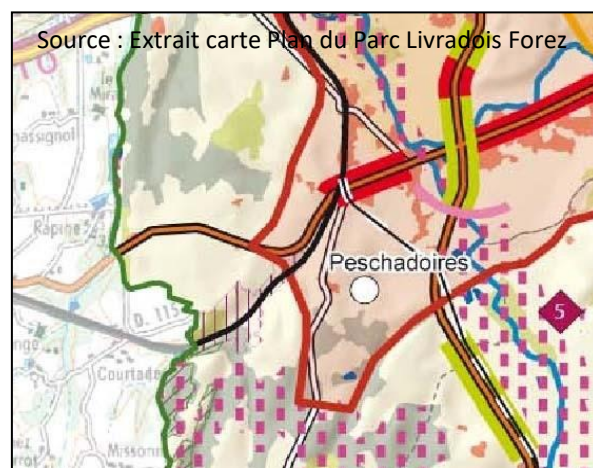 Source : Extrait carte Plan du Parc Livradois Forez
Rapine
Peschadoires
5
D. 115
Courtade